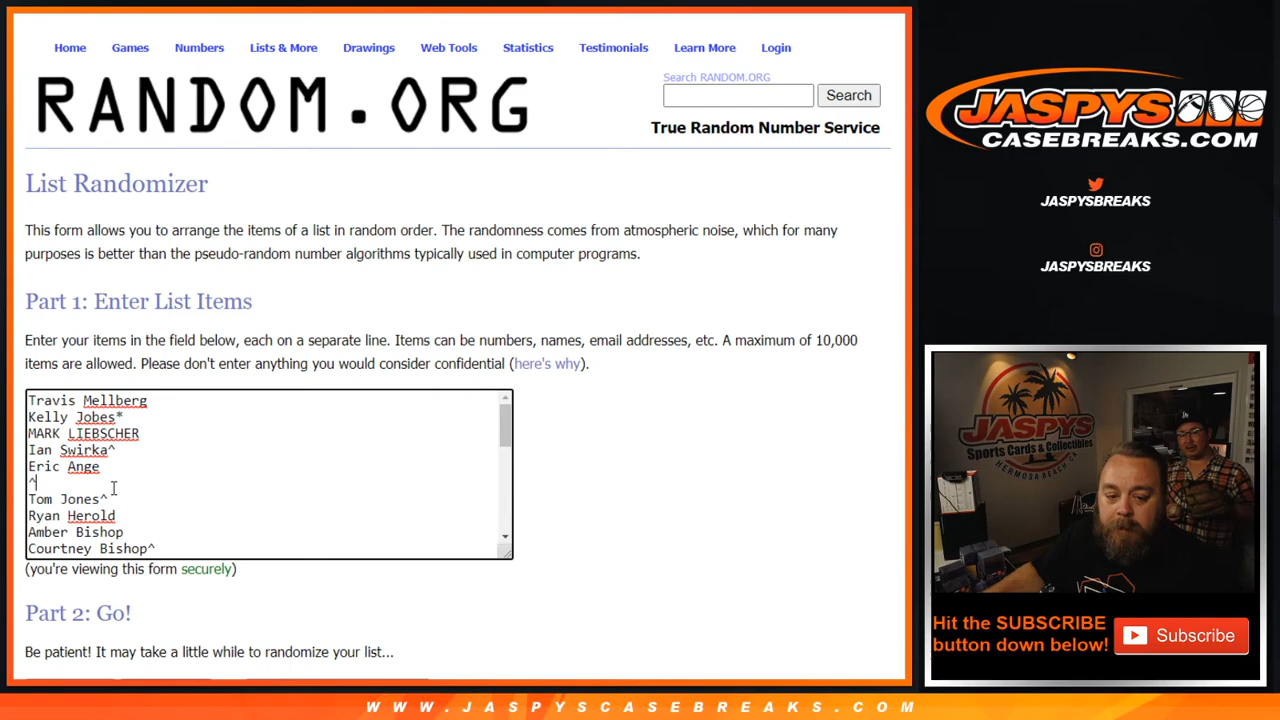 Home Games Numbers Lists & More Drawings Web Tools Statistics Testimonials Learn More Login
RANDOM.ORG
Search RANDOM.ORG
Search
True Random Number Service
List Randomizer
This form allows you to arrange the items of a list in random order. The randomness comes from atmospheric noise, which for many
purposes is better than the pseudo-random number algorithms typically used in computer programs.
Part 1: Enter List Items
Enter your items in the field below, each on a separate line. Items can be numbers, names, email addresses, etc. A maximum of 10,000
items are allowed. Please don't enter anything you would consider confidential (here's why).
Travis Mellberg
Kelly Jobes*
MARK LIEBSCHER
Ian Swirka^
Eric Ange
^
Tom Jones^
Ryan Herold
Amber Bishop
Courtney Bishop^
(you're viewing this form securely)
Part 2: Go!
Be patient! It may take a little while to randomize your list...
JASPYS
CASEBREAKS.COM
JASPYSBREAKS
JASPYSBREAKS
JASPYS
Sports Cards & Collectibles
HERMOSA BEACH, CA
Hit the SUBSCRIBE
button down below!
Subscribe
WWW.JASPYSCASEBREAKS.COM